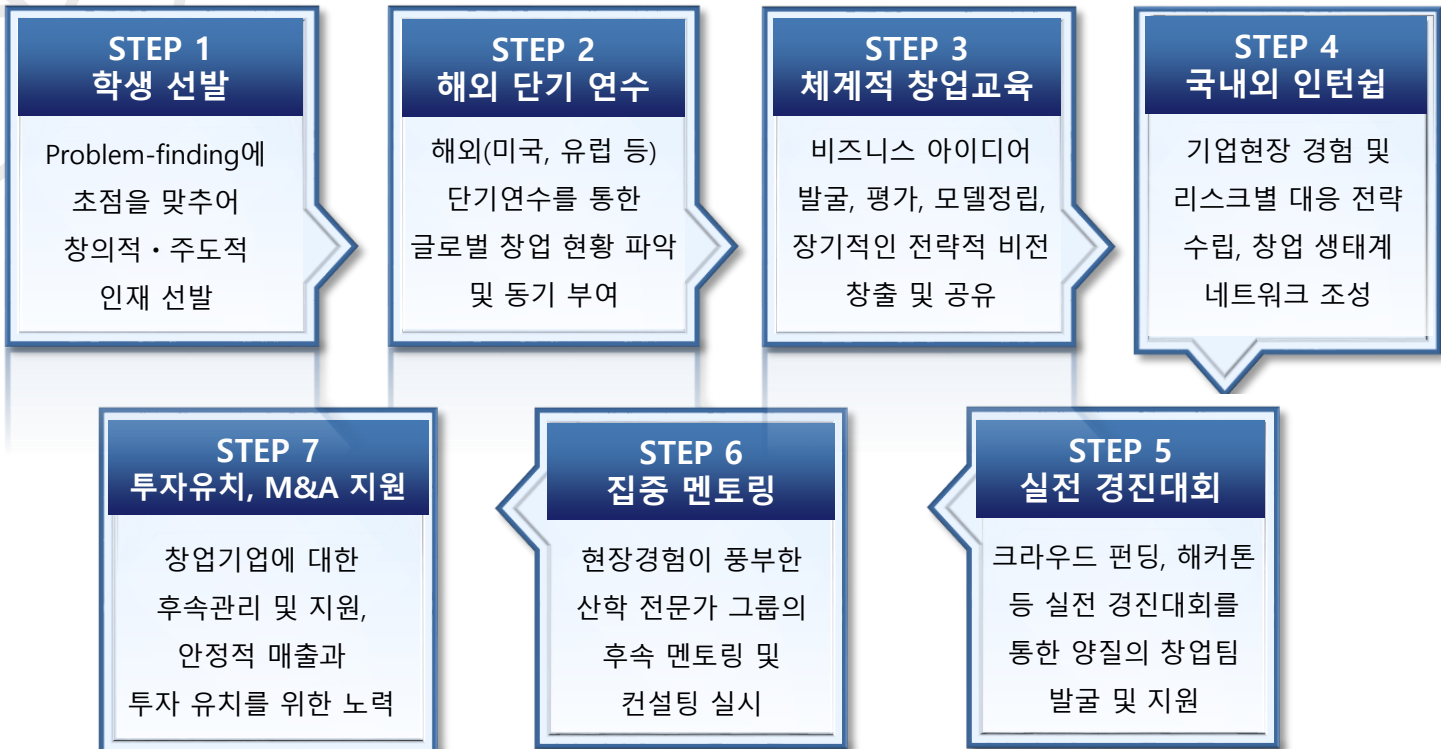 STEP 1
학생 선발
Problem-finding에
초점을 맞추어
창의적・주도적
인재 선발
STEP 2
해외 단기 연수
해외(미국, 유럽 등)
단기연수를 통한
글로벌 창업 현황 파악
및 동기 부여
STEP 3
체계적 창업교육
비즈니스 아이디어
발굴, 평가, 모델정립,
장기적인 전략적 비전
창출 및 공유
STEP 4
국내외 인턴쉽
기업현장 경험 및
리스크별 대응 전략
수립, 창업 생태계
네트워크 조성
STEP 5
실전 경진대회
크라우드 펀딩, 해커톤
등 실전 경진대회를
통한 양질의 창업팀
발굴 및 지원
STEP 6
집중 멘토링
현장경험이 풍부한
산학 전문가 그룹의
후속 멘토링 및
컨설팅 실시
STEP 7
투자유치, M&A 지원
창업기업에 대한
후속관리 및 지원,
안정적 매출과
투자 유치를 위한 노력